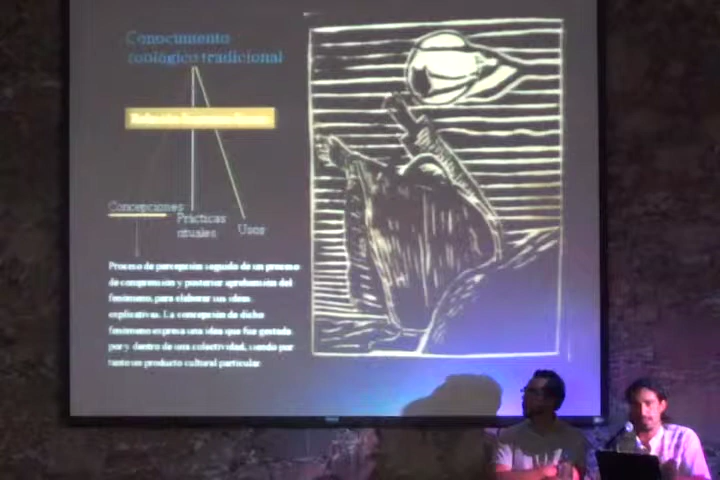 Conocimiento
zoológico tradicional
Concepciones
Prácticas
rituales
Usos
Proceso de percepción seguido de un proceso
de comprensión y posterior aprehensión del
fenómeno, para elaborar sus ideas
explicativas. La concepción de dicho
fenómeno expresa una idea que fue gestada
por y dentro de una colectividad, siendo por
tanto un producto cultural particular